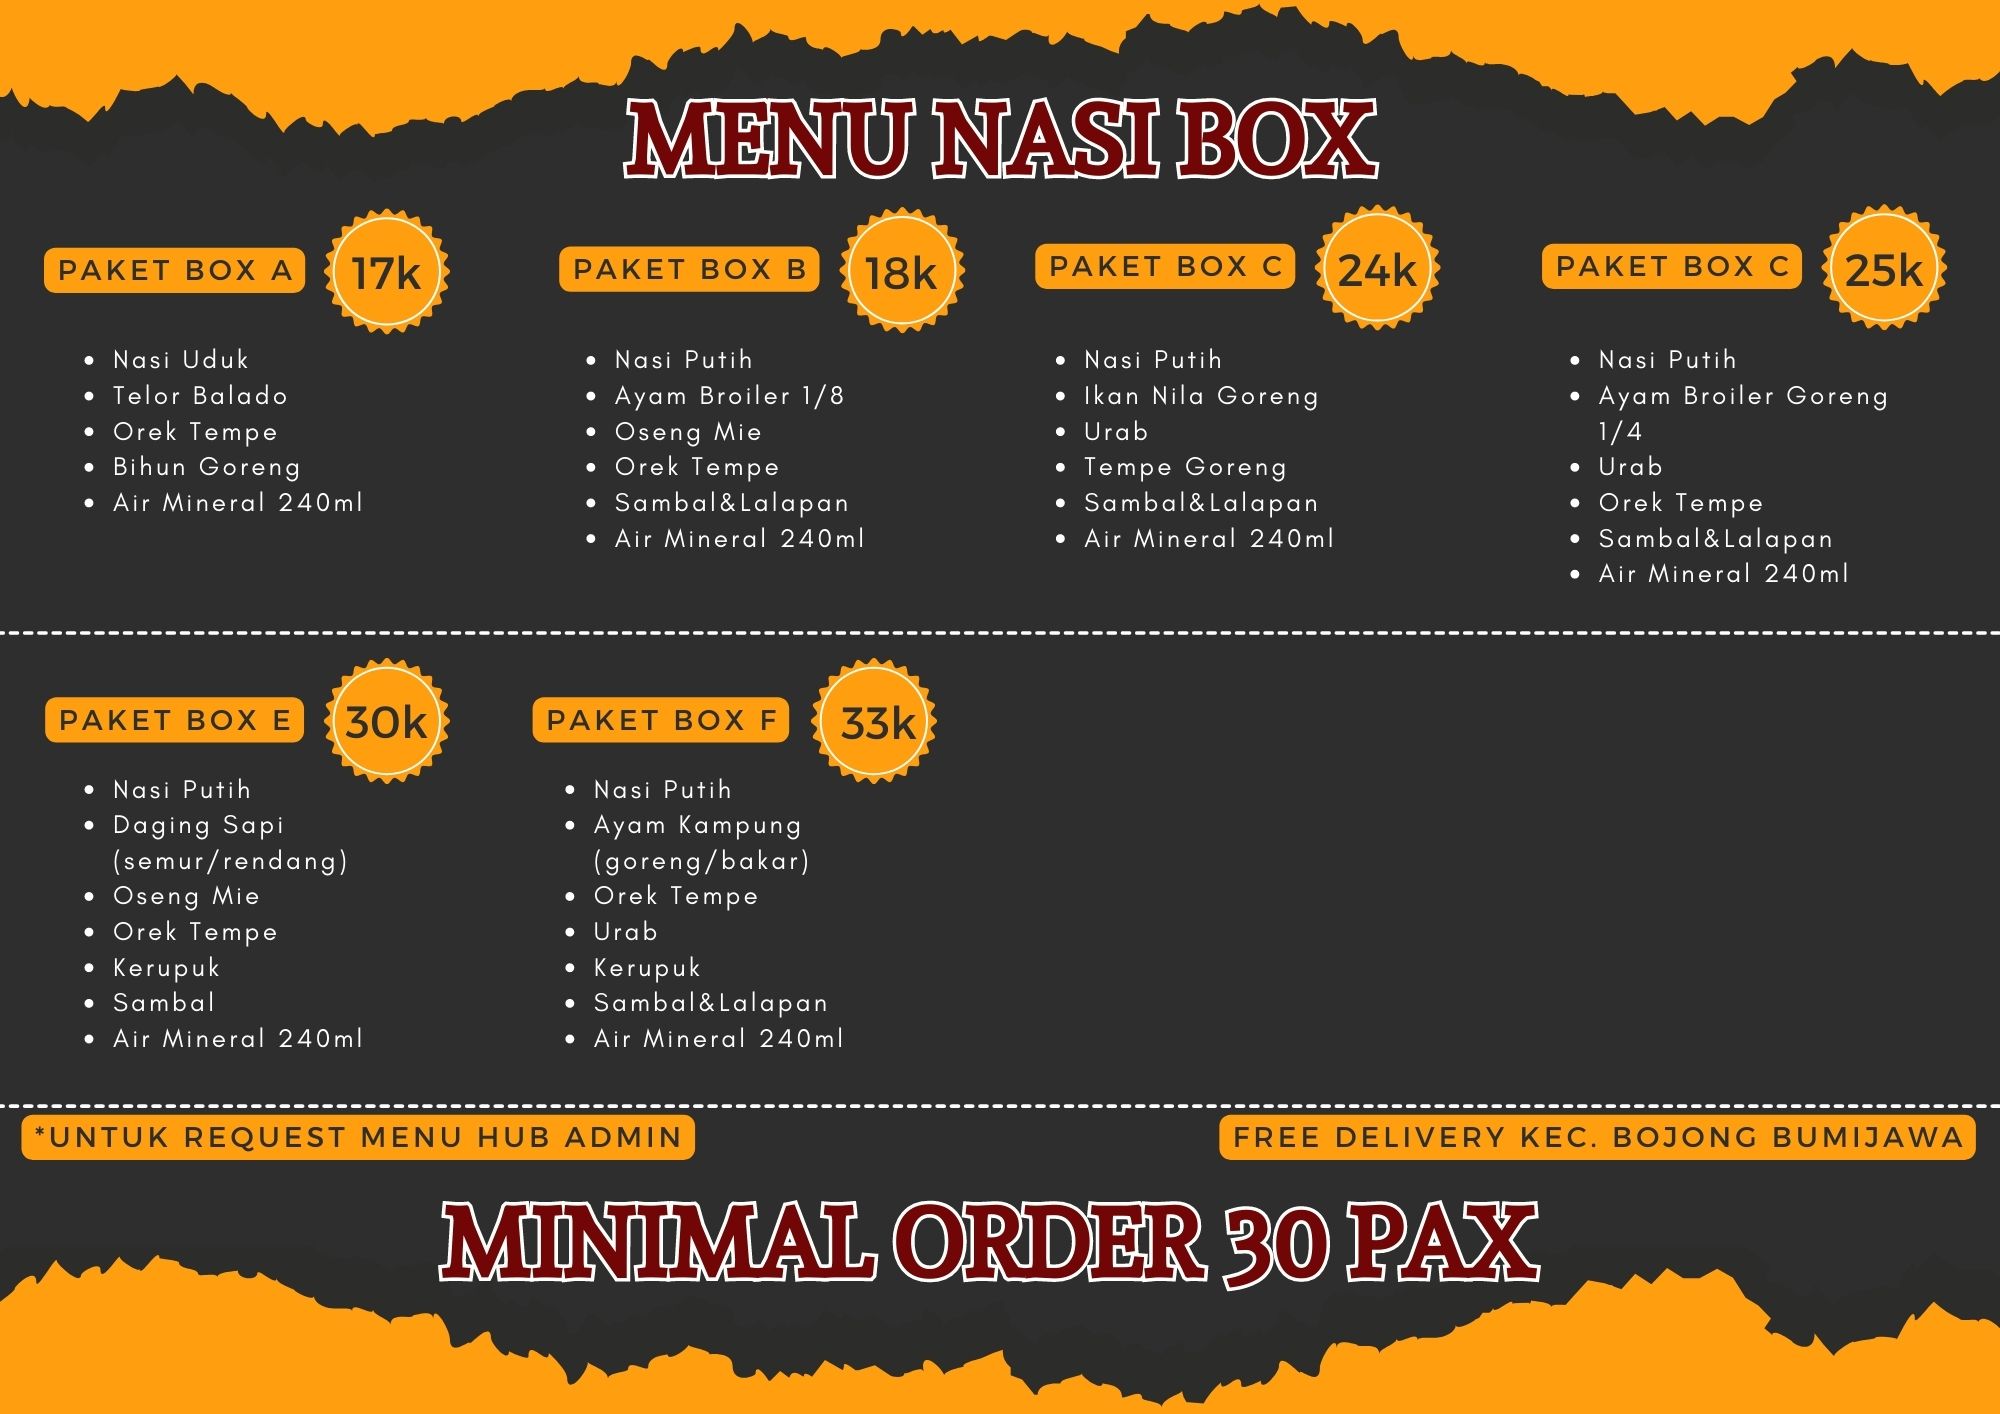 MENU NASI BOX
PAKET BOX A
17k
Nasi Uduk
Telor Balado
Orek Tempe
Bihun Goreng
Air Mineral 240ml
PAKET BOX B
18k
Nasi Putih
Ayam Broiler 1/8
Oseng Mie
Orek Tempe
Sambal&Lalapan
Air Mineral 240ml
PAKET BOX C
24k
Nasi Putih
Ikan Nila Goreng
Urab
Tempe Goreng
Sambal&Lalapan
Air Mineral 240ml
PAKET BOX C
25k
Nasi Putih
Ayam Broiler Goreng
1/4
Urab
Orek Tempe
Sambal&Lalapan
Air Mineral 240ml
PAKET BOX E
30k
Nasi Putih
Daging Sapi
(semur/rendang)
Oseng Mie
Orek Tempe
Kerupuk
Sambal
Air Mineral 240ml
PAKET BOX F
33k
Nasi Putih
Ayam Kampung
(goreng/bakar)
Orek Tempe
Urab
Kerupuk
Sambal&Lalapan
Air Mineral 240ml
*UNTUK REQUEST MENU HUB ADMIN
FREE DELIVERY KEC. BOJONG BUMIJAWA
MINIMAL ORDER 30 PAX